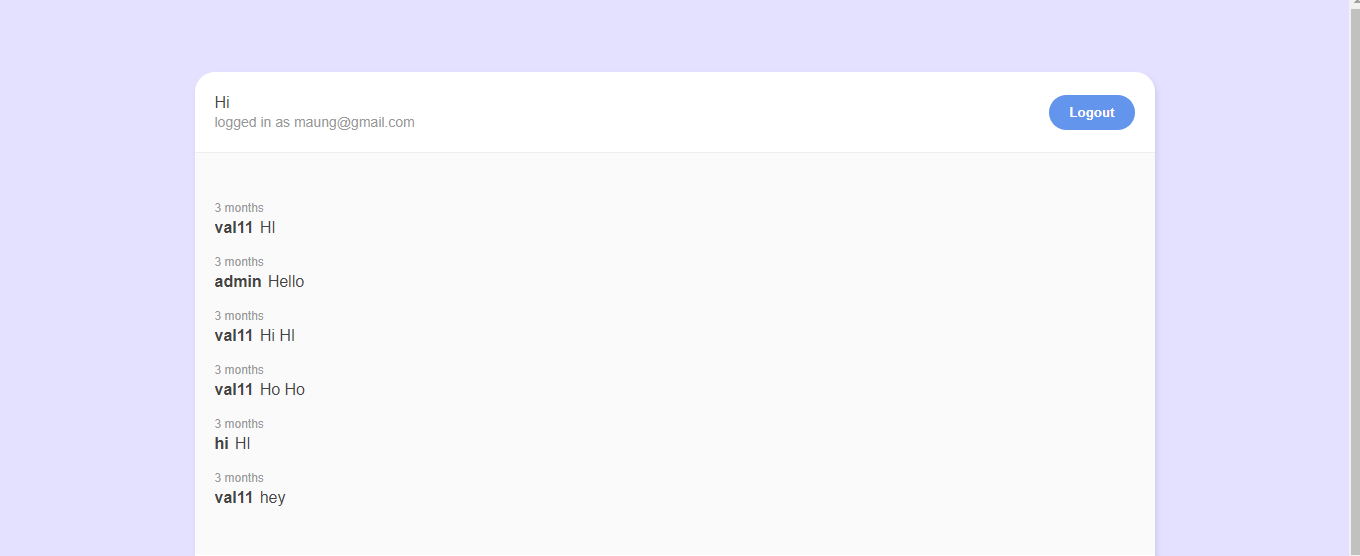 Hi
logged in as maung@gmail.com
Logout
3 months
val11 HI
3 months
admin Hello
3 months
val11 Hi HI
3 months
val11 Ho Ho
3 months
hi HI
3 months
val11 hey